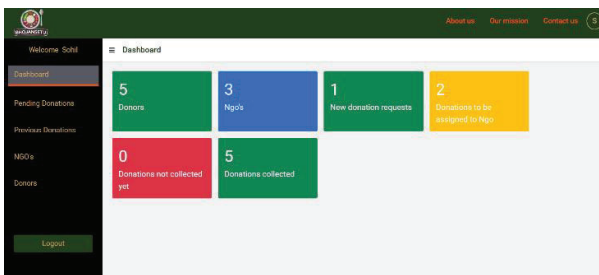 BHOJANSETU
About us Our mission Contact us S
Welcome Sohil
Dashboard
Dashboard
Pending Donations
Previous Donations
NGO's
Donors
Logout
5
Donors
3
Ngo's
1
New donation requests
2
Donations to be
assigned to Ngo
0
Donations not collected
yet
5
Donations collected